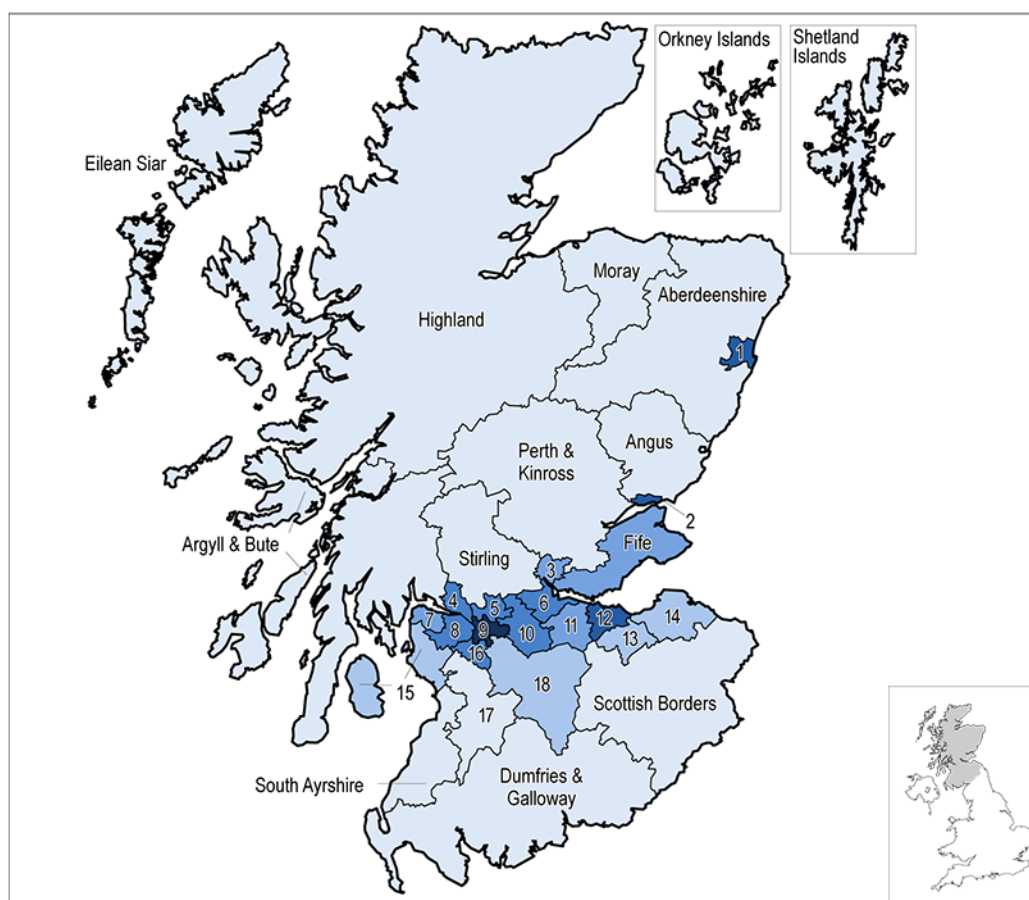 Orkney Islands
Shetland
Islands
Eilean Siar
Moray
Aberdeenshire
Highland
1
Perth &
Kinross
Angus
2
Argyll & Bute
Stirling
Fife
3
4
5
6
7
8
9
10
11
12
13
14
15
16
17
18
Scottish Borders
South Ayrshire
Dumfries &
Galloway